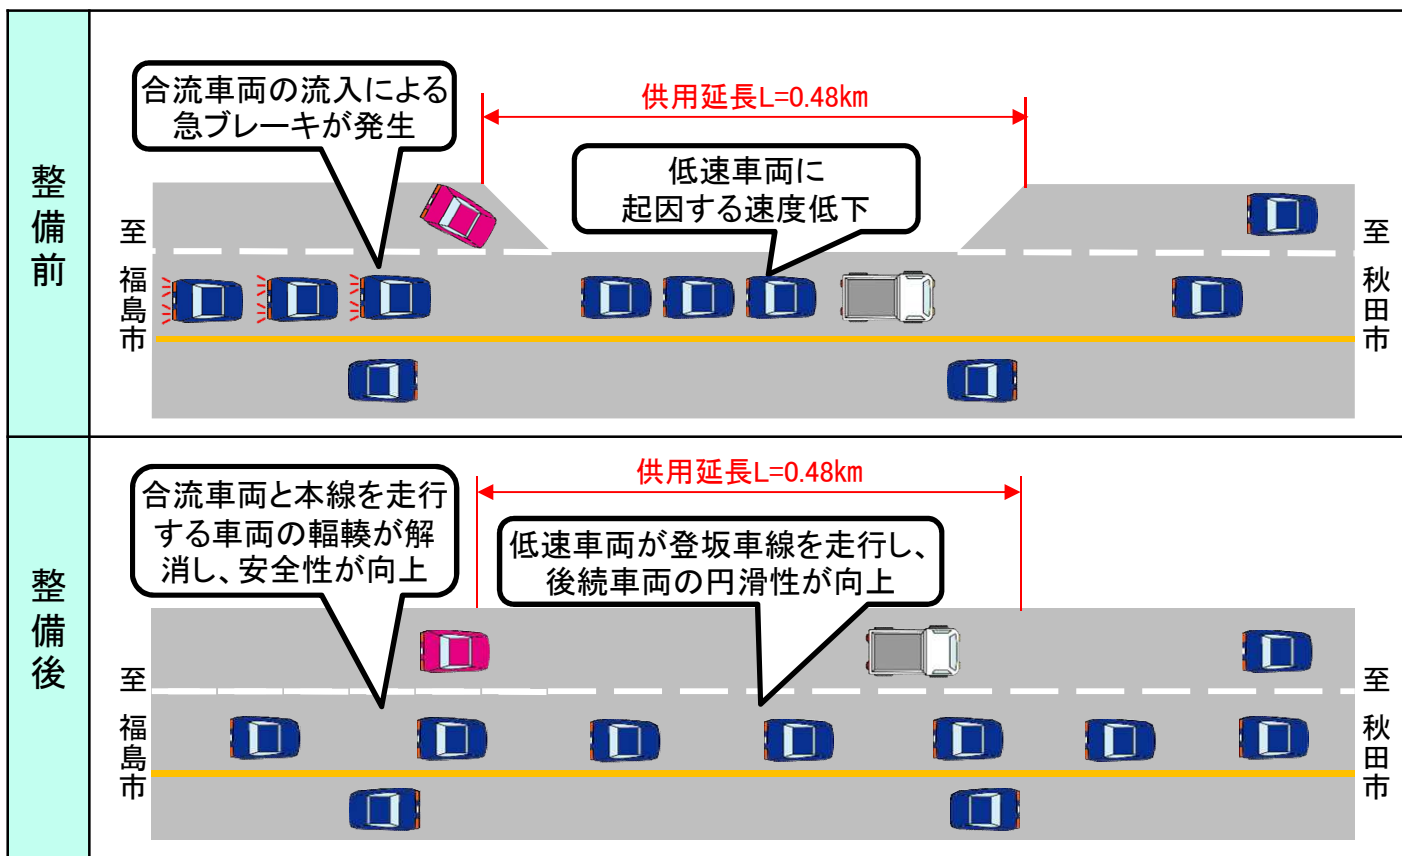 整備前
合流車両の流入による
急ブレーキが発生
供用延長L=0.48㎞
低速車両に
起因する速度低下
至 福島市
至 秋田市
整備後
供用延長L=0.48㎞
合流車両と本線を走行
する車両の輻輳が解
消し、安全性が向上
低速車両が登坂車線を走行し、
後続車両の円滑性が向上
至 福島市
至 秋田市